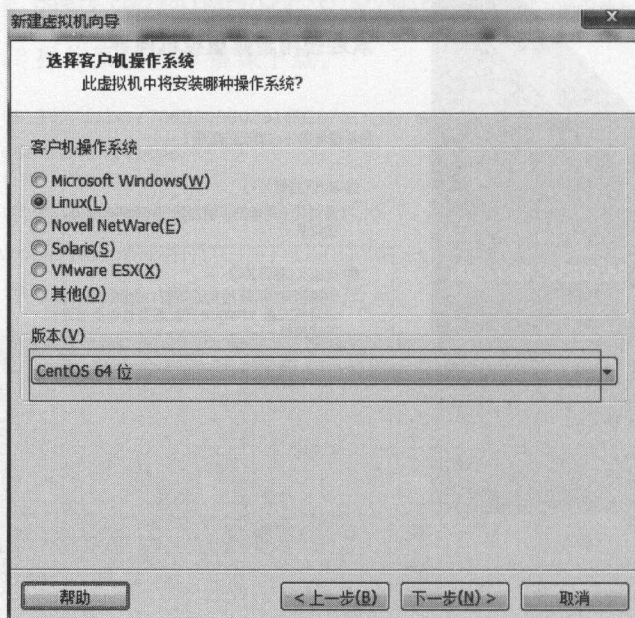 新建虚拟机向导
选择客户机操作系统
此虚拟机中将安装哪种操作系统?
客户机操作系统
Microsoft Windows(W)
Linux(L)
Novell NetWare(E)
Solaris(S)
VMware ESX(X)
其他(O)
版本(V)
CentOS 64 位
帮助
< 上一步(B)
下一步(N) >
取消